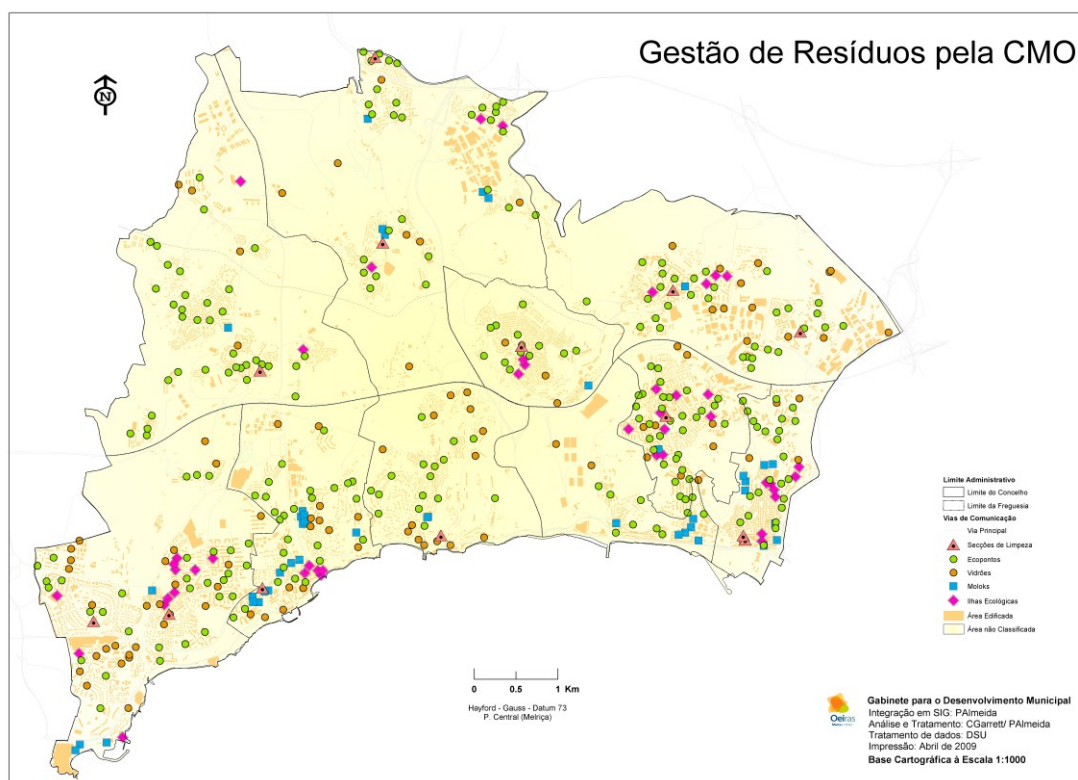 Gestão de Resíduos pela CMO
N
Limite Administrativo
Limite do Concelho
Limite da Freguesia
Vias de Comunicação
Via Principal
Secções de Limpeza
Ecopontos
Vidrões
Moloks
Ilhas Ecológicas
Área Edificada
Área não Classificada
0 0.5 1 Km
Hayford - Gauss - Datum 73
P. Central (Melriça)
Oeiras
Gabinete para o Desenvolvimento Municipal
Integração em SIG: PAlmeida
Análise e Tratamento: CGarrett/ PAlmeida
Tratamento de dados: DSU
Impressão: Abril de 2009
Base Cartográfica à Escala 1:1000